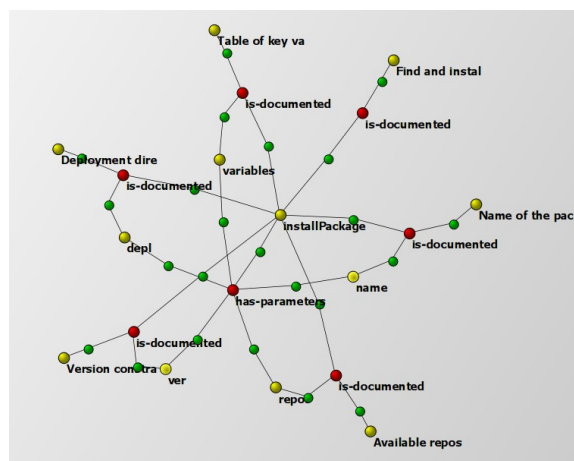 Table of key va
Find and instal
is-documented
is-documented
Deployment dire
variables
is-documented
Name of the pac
installPackage
is-documented
depl
name
has-parameters
is-documented
Version constra
ver
is-documented
repo
Available repos